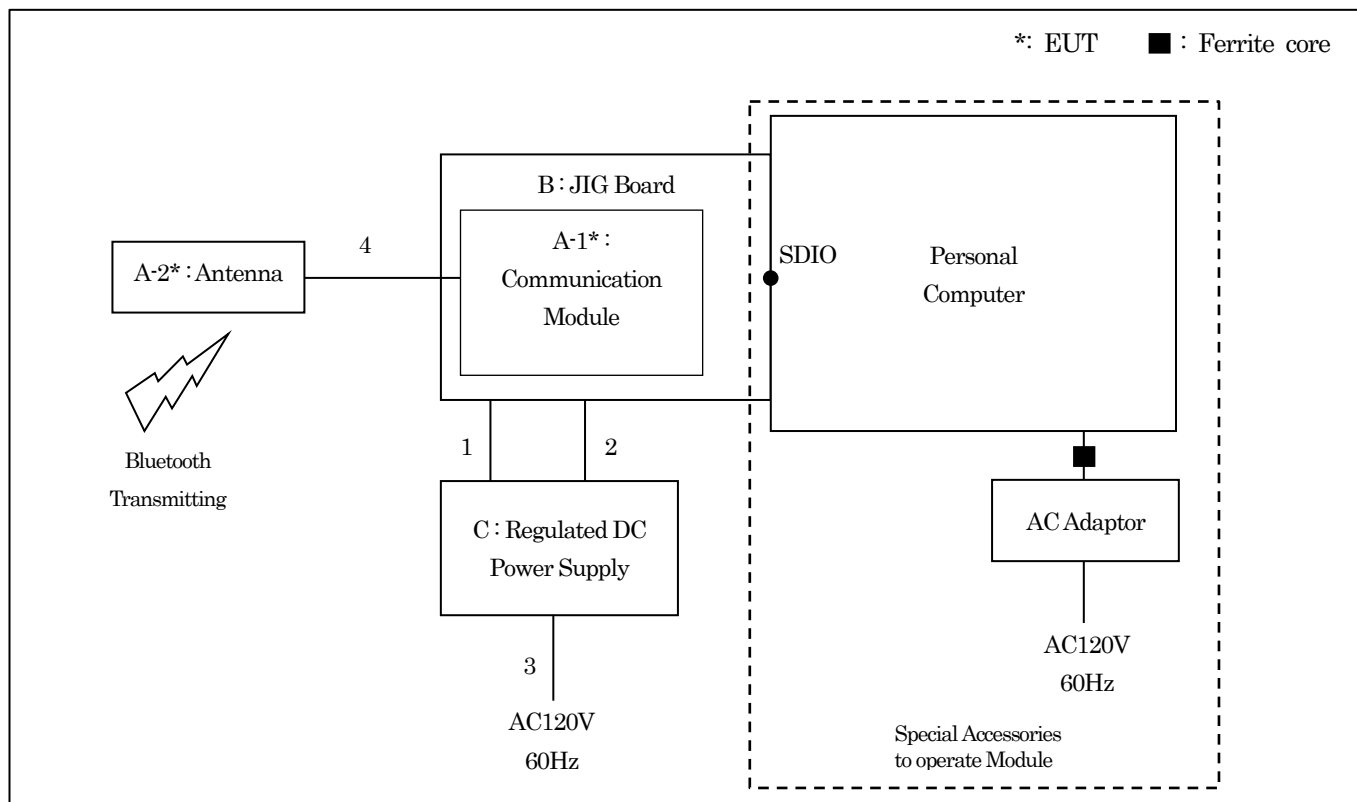 *: EUT ■ : Ferrite core
B : JIG Board
A-1* :
Communication
Module
4
A-2* : Antenna
SDIO
Personal
Computer
Bluetooth
Transmitting
1
2
C : Regulated DC
Power Supply
3
AC120V
60Hz
AC Adaptor
AC120V
60Hz
Special Accessories
to operate Module